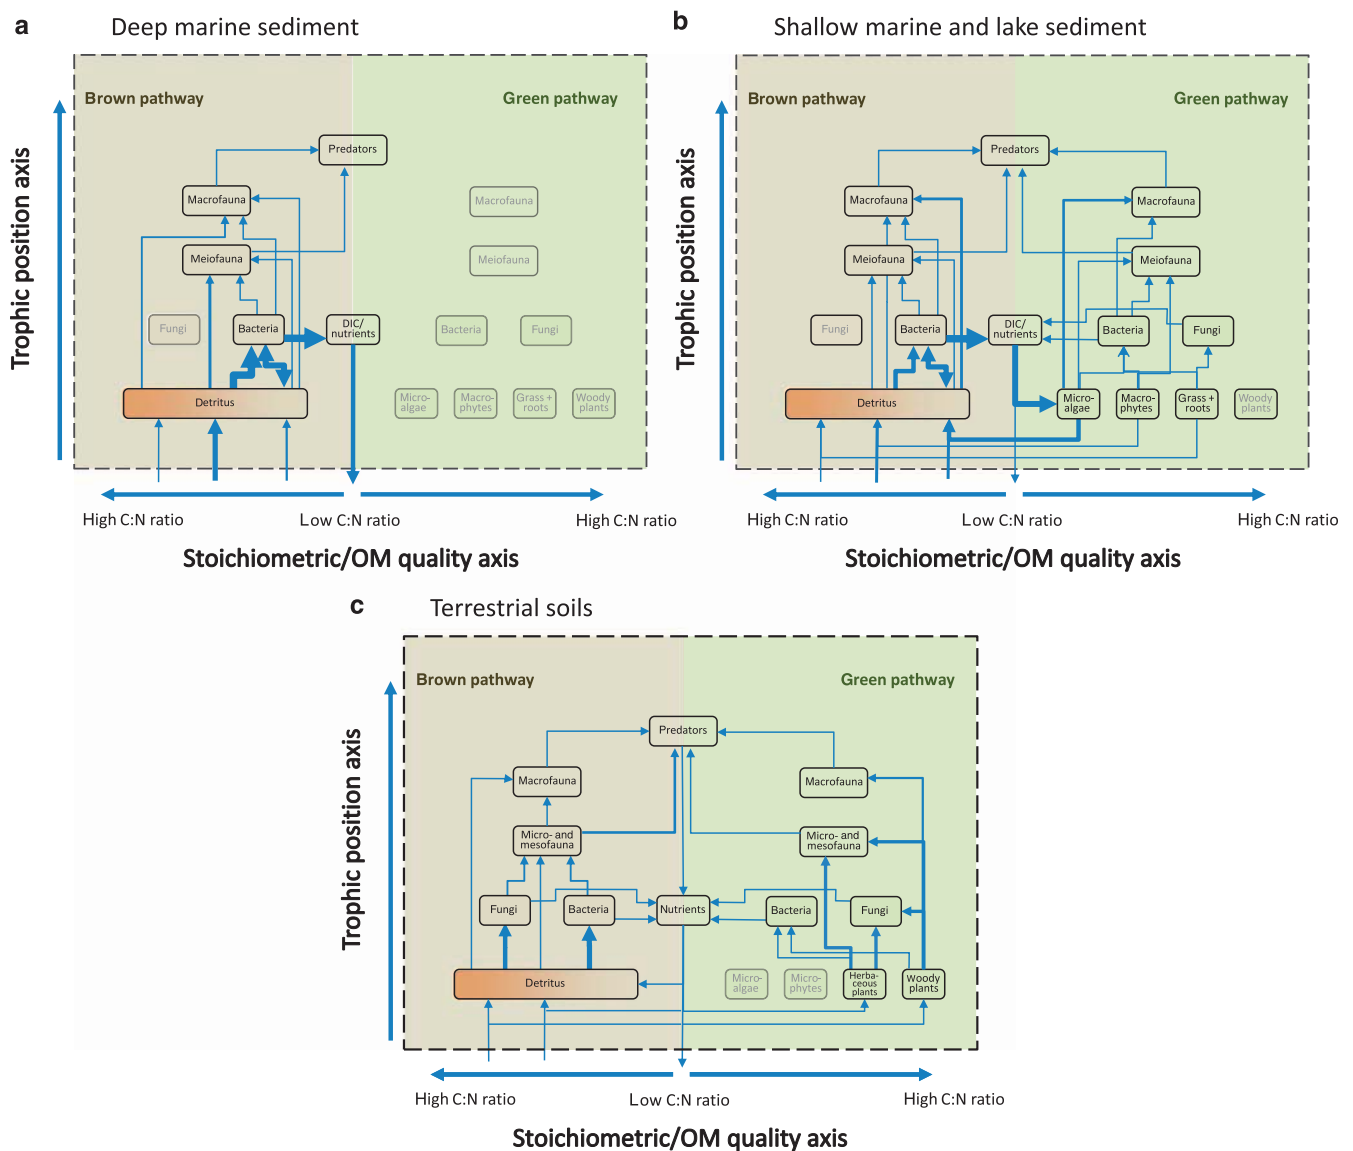 a
Deep marine sediment
Brown pathway
Green pathway
Predators
Macrofauna
Macrofauna
Meiofauna
Meiofauna
Fungi
Bacteria
DIC/
nutrients
Bacteria
Fungi
Detritus
Micro-
algae
Macro-
phytes
Grass +
roots
Woody
plants
Trophic position axis
High C:N ratio
Low C:N ratio
High C:N ratio
Stoichiometric/OM quality axis
b
Shallow marine and lake sediment
Brown pathway
Green pathway
Predators
Macrofauna
Macrofauna
Meiofauna
Meiofauna
Fungi
Bacteria
DIC/
nutrients
Bacteria
Fungi
Detritus
Micro-
algae
Macro-
phytes
Grass +
roots
Woody
plants
Trophic position axis
High C:N ratio
Low C:N ratio
High C:N ratio
Stoichiometric/OM quality axis
c
Terrestrial soils
Brown pathway
Green pathway
Predators
Macrofauna
Macrofauna
Micro- and
mesofauna
Micro- and
mesofauna
Fungi
Bacteria
Nutrients
Bacteria
Fungi
Detritus
Micro-
algae
Micro-
phytes
Herba-
ceous
plants
Woody
plants
Trophic position axis
High C:N ratio
Low C:N ratio
High C:N ratio
Stoichiometric/OM quality axis